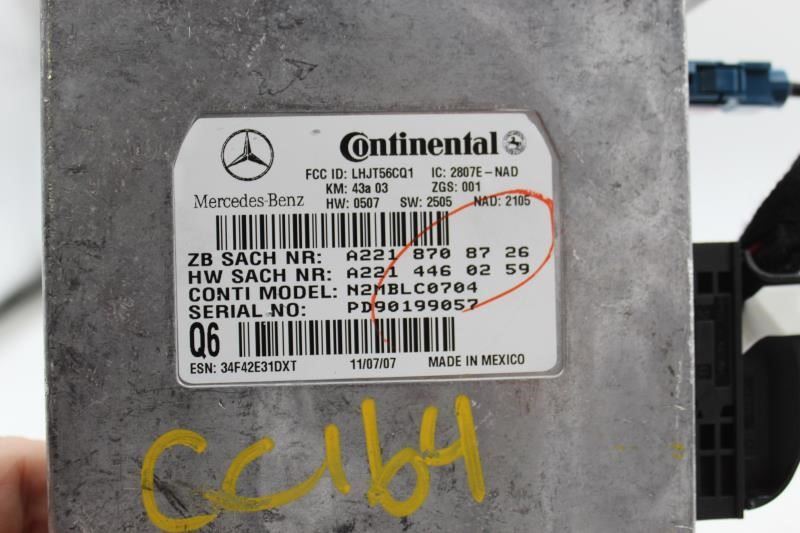 Continental
Mercedes-Benz
FCC ID: LHJT56CQ1 IC: 2807E-NAD
KM: 43a 03 ZGS: 001
HW: 0507 SW: 2505 NAD: 2105
ZB SACH NR: A221 870 87 26
HW SACH NR: A221 446 02 59
CONTI MODEL: N2MBLC0704
SERIAL NO: PD90199057
Q6
ESN: 34F42E31DXT 11/07/07 MADE IN MEXICO
CC1b4